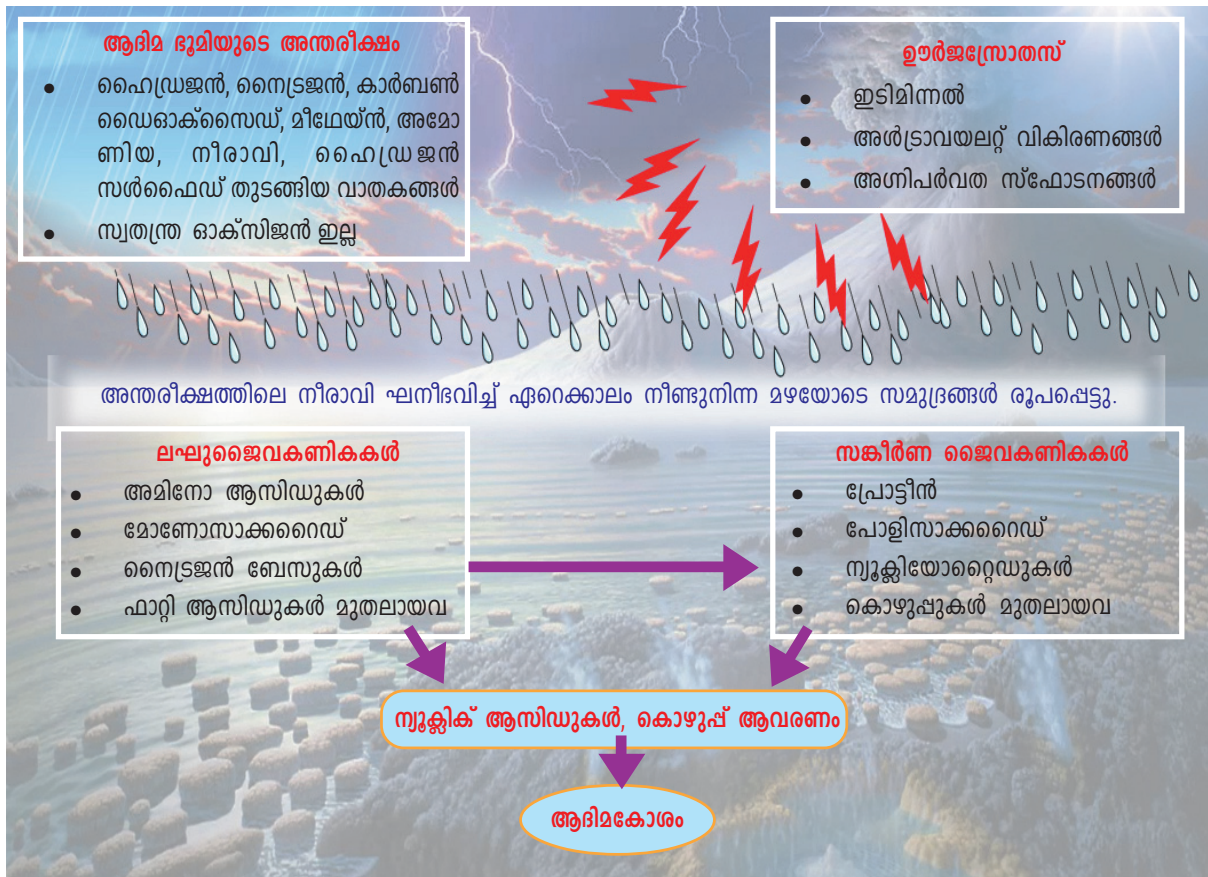 ആദിമ ഭൂമിയുടെ അന്തരീക്ഷം
• ഹൈഡ്രജൻ, നൈട്രജൻ, കാർബൺ
ഡൈഓക്സൈഡ്, മീഥേയ്ൻ, അമോ
ണിയ, നീരാവി, ഹൈഡ്രജൻ
സൾഫൈഡ് തുടങ്ങിയ വാതകങ്ങൾ
• സ്വതന്ത്ര ഓക്സിജൻ ഇല്ല
ഊർജസ്രോതസ്
• ഇടിമിന്നൽ
• അൾട്രാവയലറ്റ് വികിരണങ്ങൾ
• അഗ്നിപർവത സ്ഫോടനങ്ങൾ
അന്തരീക്ഷത്തിലെ നീരാവി ഘനീഭവിച്ച് ഏറെക്കാലം നീണ്ടുനിന്ന മഴയോടെ സമുദ്രങ്ങൾ രൂപപ്പെട്ടു.
ലഘുജൈവകണികകൾ
• അമിനോ ആസിഡുകൾ
• മോണോസാക്കറൈഡ്
• നൈട്രജൻ ബേസുകൾ
• ഫാറ്റി ആസിഡുകൾ മുതലായവ
സങ്കീർണ ജൈവകണികകൾ
• പ്രോട്ടീൻ
• പോളിസാക്കറൈഡ്
• ന്യൂക്ലിയോറ്റൈഡുകൾ
• കൊഴുപ്പുകൾ മുതലായവ
ന്യൂക്ലിക് ആസിഡുകൾ, കൊഴുപ്പ് ആവരണം
ആദിമകോശം